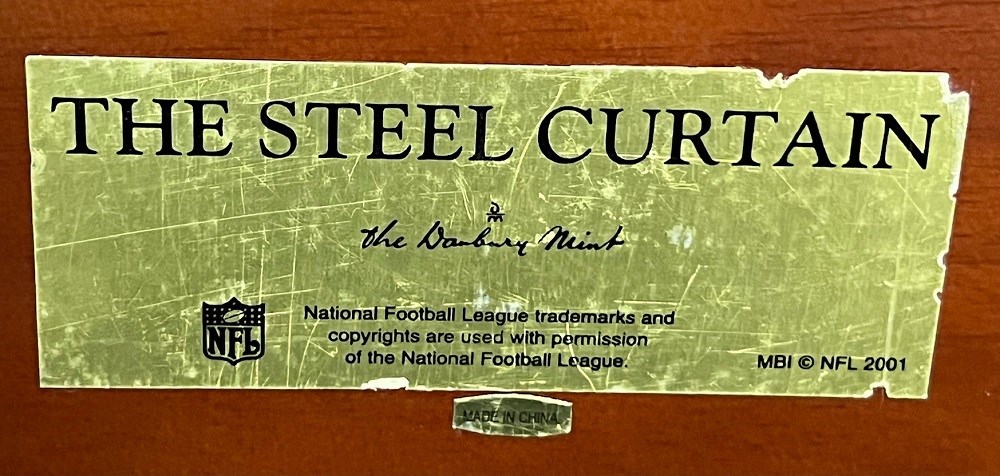 THE STEEL CURTAIN
the Danbury Mint
NFL
National Football League trademarks and
copyrights are used with permission
of the National Football League.
MBI © NFL 2001
MADE IN CHINA